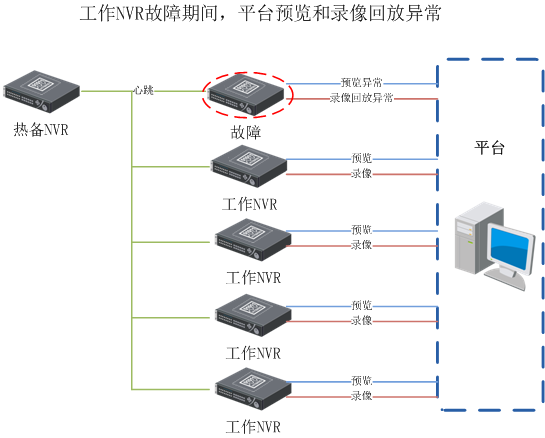 工作NVR故障期间，平台预览和录像回放异常
心跳
预览异常
录像回放异常
热备NVR
故障
平台
预览
录像
工作NVR
预览
录像
工作NVR
预览
录像
工作NVR
预览
录像
工作NVR